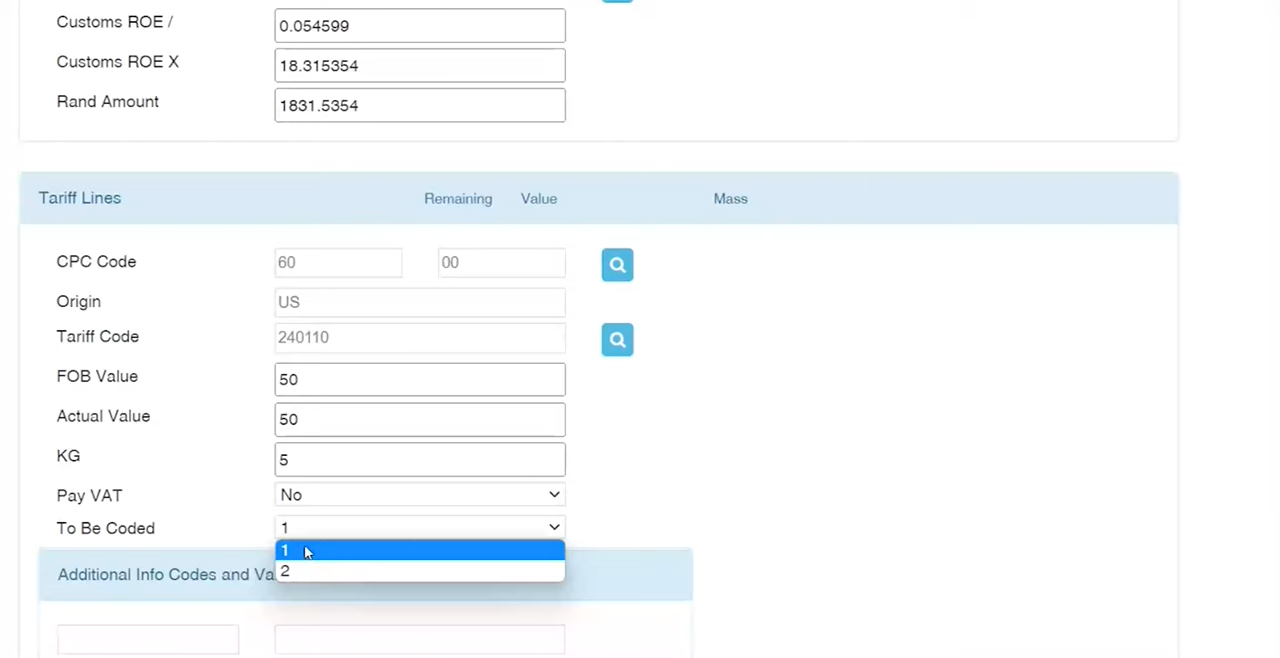 Customs ROE / 0.054599
Customs ROE X 18.315354
Rand Amount 1831.5354
Tariff Lines Remaining Value Mass
CPC Code 60 00
Origin US
Tariff Code 240110
FOB Value 50
Actual Value 50
KG 5
Pay VAT No
To Be Coded 1
1
Additional Info Codes and Va
2